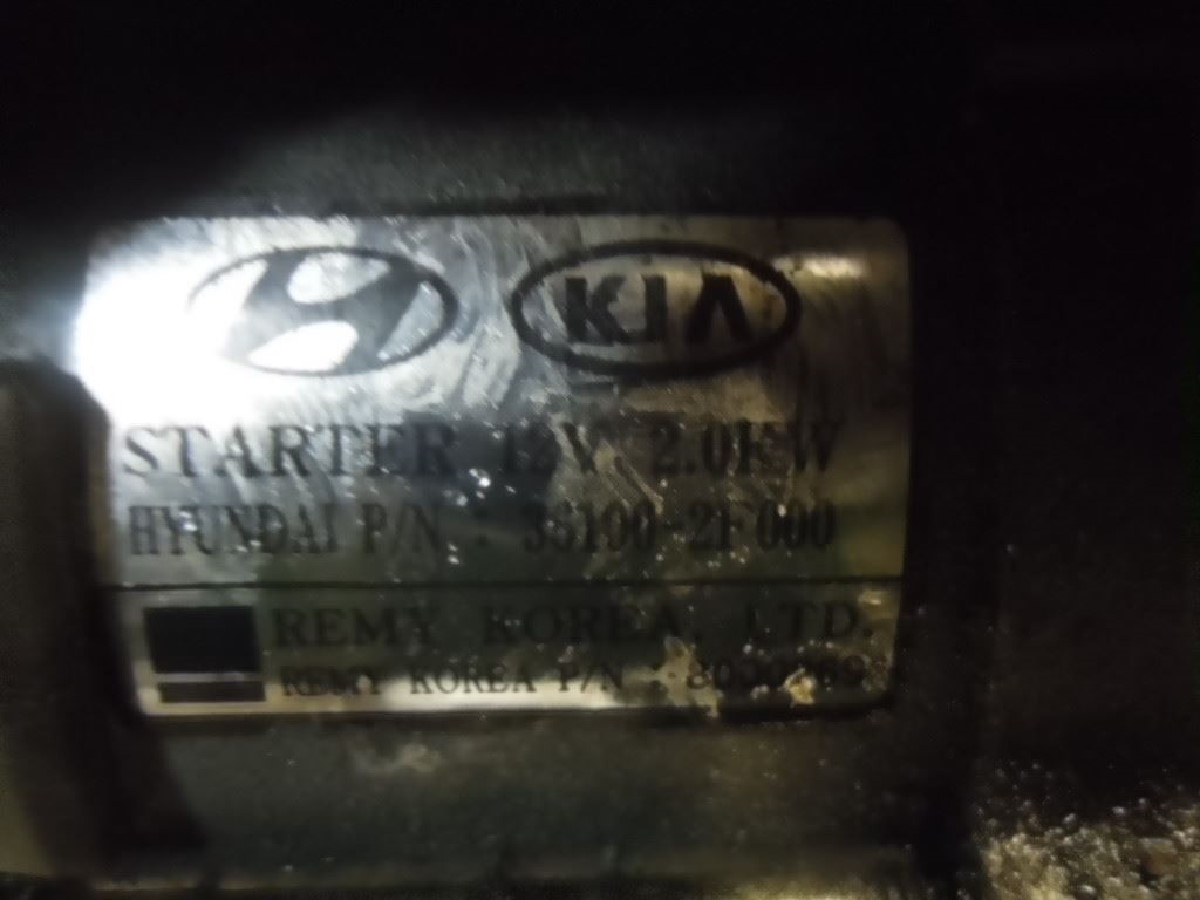 KIA
STARTER 12V. 2.0KW
HYUNDAI P/N : 36100-2F000
REMY KOREA, LTD.
REMY KOREA P/N :